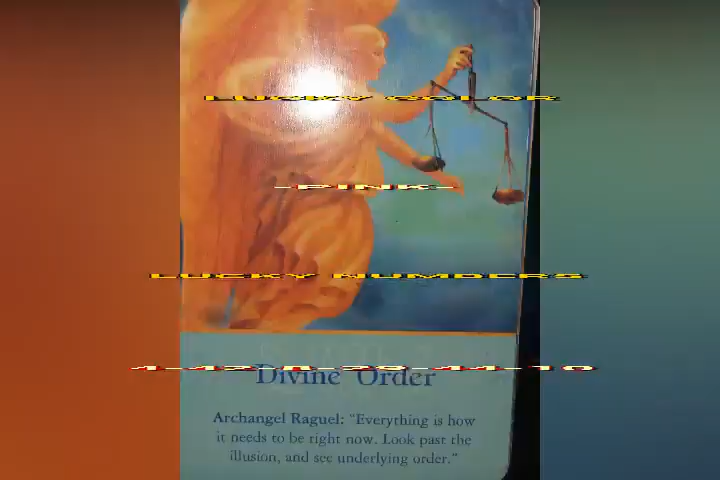 LUCKY COLOR
PINK
LUCKY NUMBERS
Divine Order
Archangel Raguel: "Everything is how
it needs to be right now. Look past the
illusion, and see underlying order."